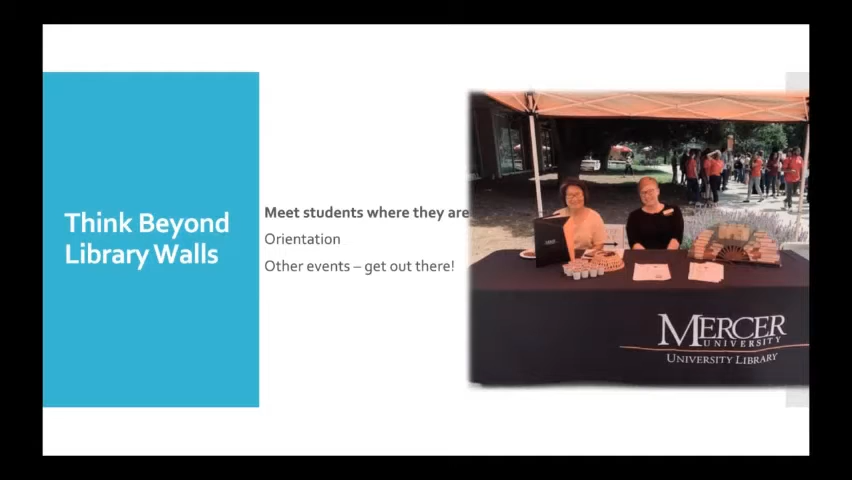 Think Beyond
Library Walls
Meet students where they are
Orientation
Other events – get out there!
MERCER
UNIVERSITY
UNIVERSITY LIBRARY